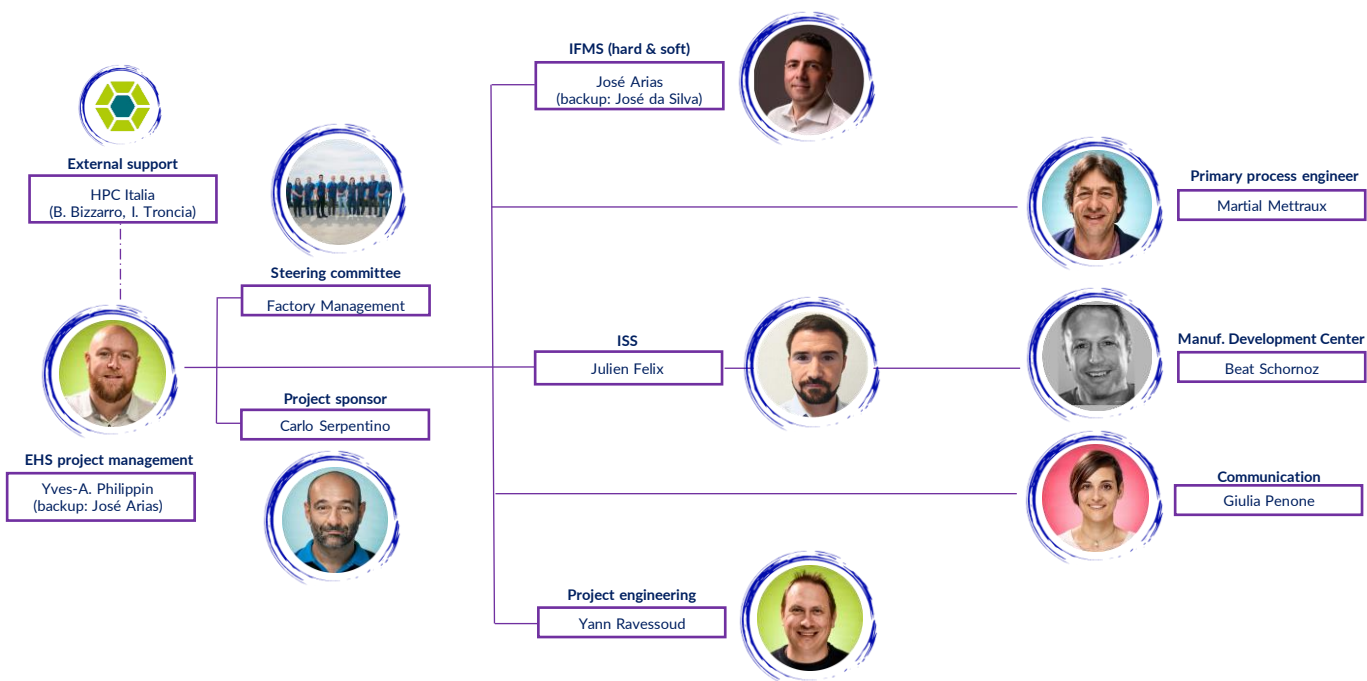 IFMS (hard & soft)
José Arias
(backup: José da Silva)
External support
HPC Italia
(B. Bizzarro, I. Troncia)
Primary process engineer
Martial Mettraux
Steering committee
Factory Management
ISS
Julien Felix
Manuf. Development Center
Beat Schornoz
Project sponsor
Carlo Serpentino
EHS project management
Yves-A. Philippin
(backup: José Arias)
Communication
Giulia Penone
Project engineering
Yann Ravessoud